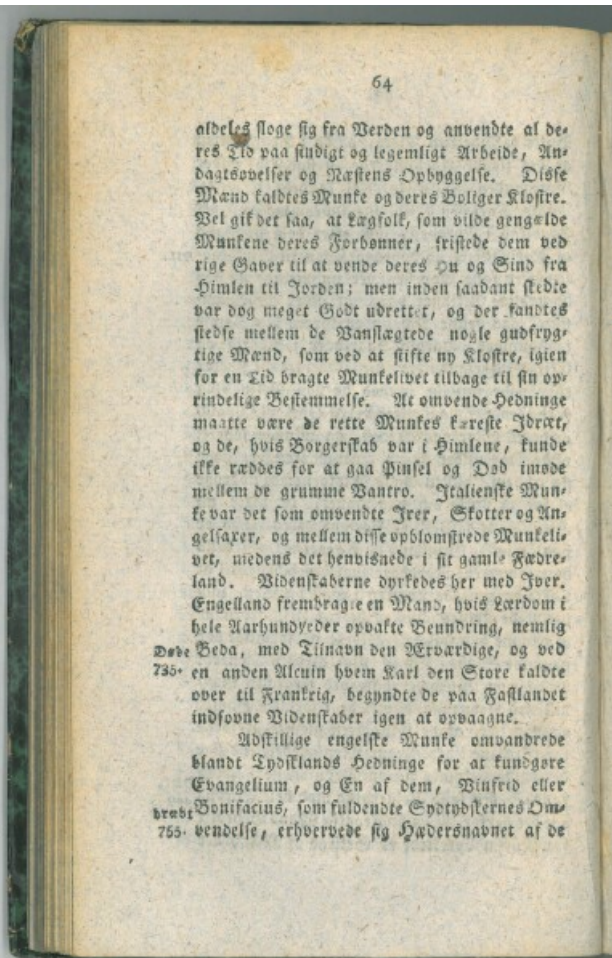 64
aldeles sloge sig fra Verden og anvendte al de-
res Tid paa studigt og legemligt Arbeide, An-
dagtsøvelser og Næstens Opbyggelse. Disse
Mænd kaldtes Munke og deres Boliger Klostre.
Vel gik det saa, at Lægfolk, som vilde gengælde
Munkene deres Forbønner, fristede dem ved
rige Gaver til at vende deres Hu og Sind fra
Himlen til Jorden; men inden saadant skedte
var dog meget Godt udrettet, og der fandtes
stedse mellem de Vanslægtede nogle gudfryg-
tige Mænd, som ved at stifte ny Klostre, igien
for en Tid bragte Munkelivet tilbage til sin op-
rindelige Bestemmelse. At omvende Hedninge
maatte være de rette Munkes kæreste Idræt,
og de, hvis Borgerskab var i Himlene, kunde
ikke ræddes for at gaa Pinsel og Død imøde
mellem de grumme Vantro. Italienske Mun-
ke var det som omvendte Irer, Skotter og An-
gelsaxer, og mellem disse opblomstrede Munkeli-
vet, medens det henvisnede i sit gamle Fædre-
land. Videnskaberne dyrkedes her med Iver.
Engelland frembragte en Mand, hvis Lærdom i
hele Aarhundreder opvakte Beundring, nemlig
Døde Beda, med Tilnavn den Ærværdige, og ved
735. en anden Alcuin hvem Karl den Store kaldte
over til Frankrig, begyndte de paa Fastlandet
indsovne Videnskaber igen at opvaagne.
Adskillige engelske Munke omvandrede
blandt Tydsklands Hedninge for at kundgøre
Evangelium, og En af dem, Vinfrid eller
dræbt Bonifacius, som fuldendte Sydtydskernes Om-
755. vendelse, erhvervede sig Hædersnavnet af de